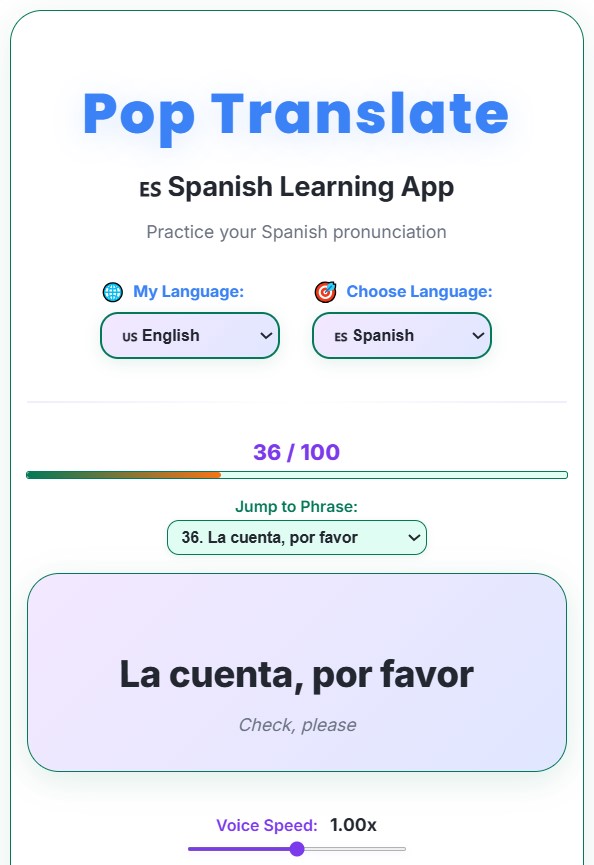 Pop Translate
ES Spanish Learning App
Practice your Spanish pronunciation
My Language: Choose Language:
US English ES Spanish
36 / 100
Jump to Phrase:
36. La cuenta, por favor
La cuenta, por favor
Check, please
Voice Speed: 1.00x